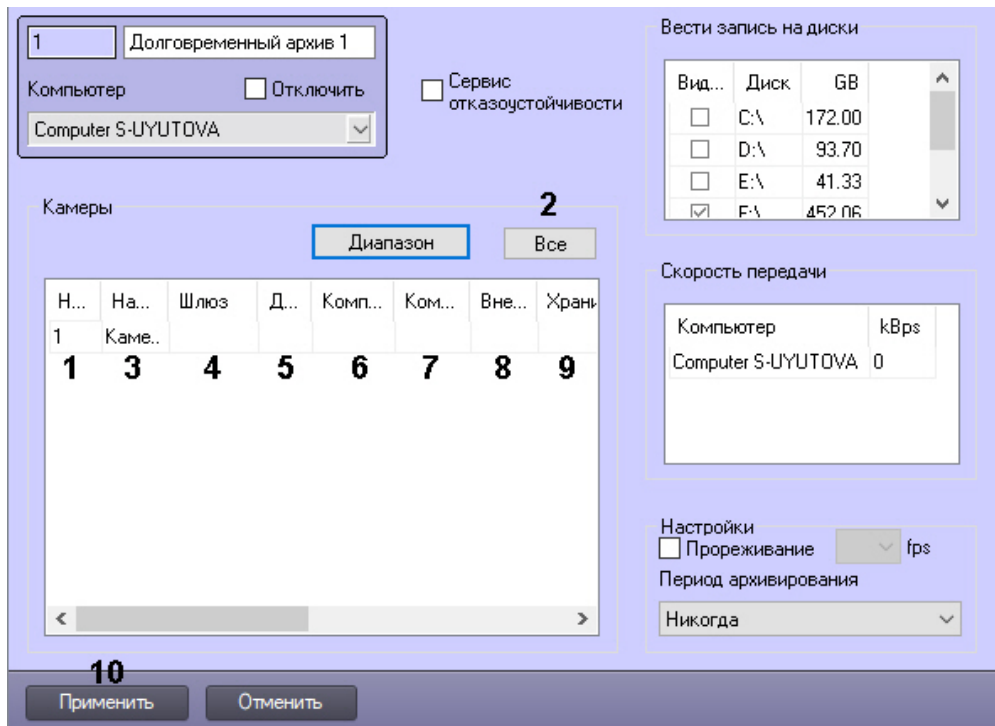 1 Долговременный архив 1
Компьютер Отключить
Computer S-UYUTOVA
Сервис
отказоустойчивости
Вести запись на диски
Вид... Диск GB
C:\ 172.00
D:\ 93.70
E:\ 41.33
F:\ 452.06
Камеры
2
Диапазон Все
Н... На... Шлюз Д... Комп... Ком... Вне... Храни
1 Каме..
1 3 4 5 6 7 8 9
Скорость передачи
Компьютер kBps
Computer S-UYUTOVA 0
Настройки
Прореживание fps
Период архивирования
Никогда
10
Применить Отменить